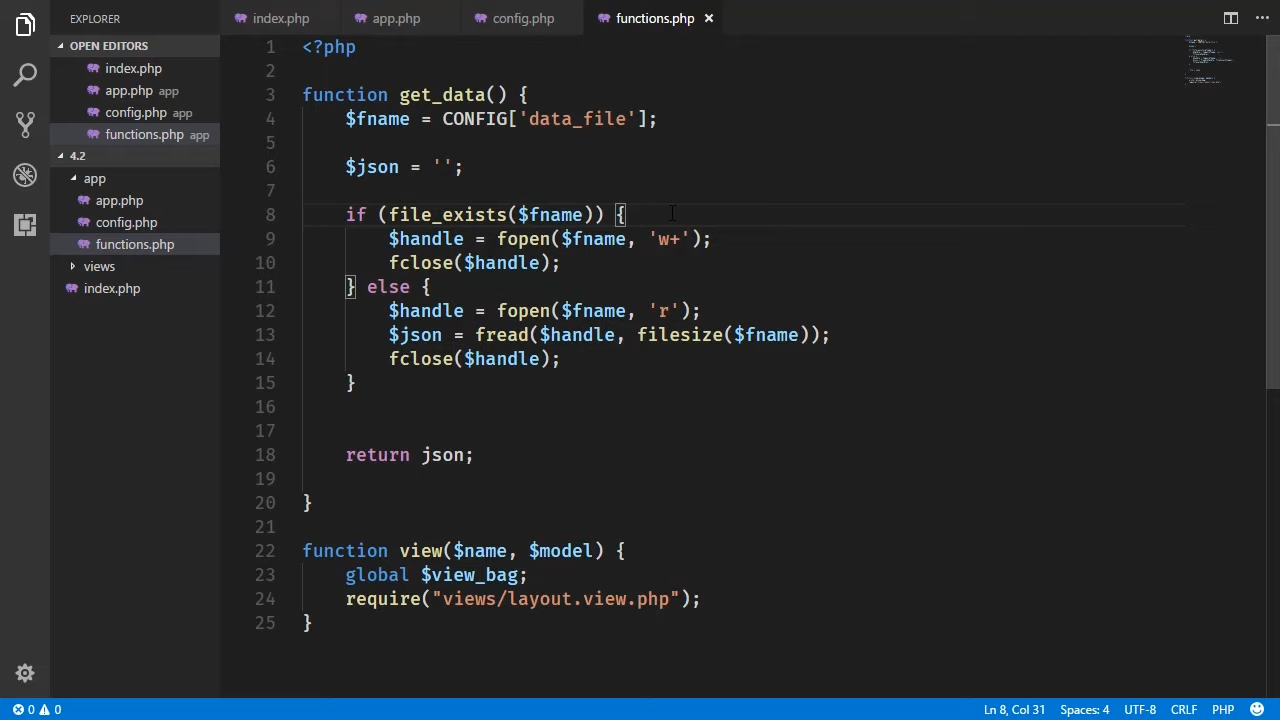 EXPLORER
OPEN EDITORS
index.php
app.php app
config.php app
functions.php app
4.2
app
app.php
config.php
functions.php
views
index.php
index.php app.php config.php functions.php ×
1 <?php
2
3 function get_data() {
4 $fname = CONFIG['data_file'];
5
6 $json = '';
7
8 if (file_exists($fname)) {
9 $handle = fopen($fname, 'w+');
10 fclose($handle);
11 } else {
12 $handle = fopen($fname, 'r');
13 $json = fread($handle, filesize($fname));
14 fclose($handle);
15 }
16
17
18 return json;
19
20 }
21
22 function view($name, $model) {
23 global $view_bag;
24 require("views/layout.view.php");
25 }
0 0 Ln 8, Col 31 Spaces: 4 UTF-8 CRLF PHP